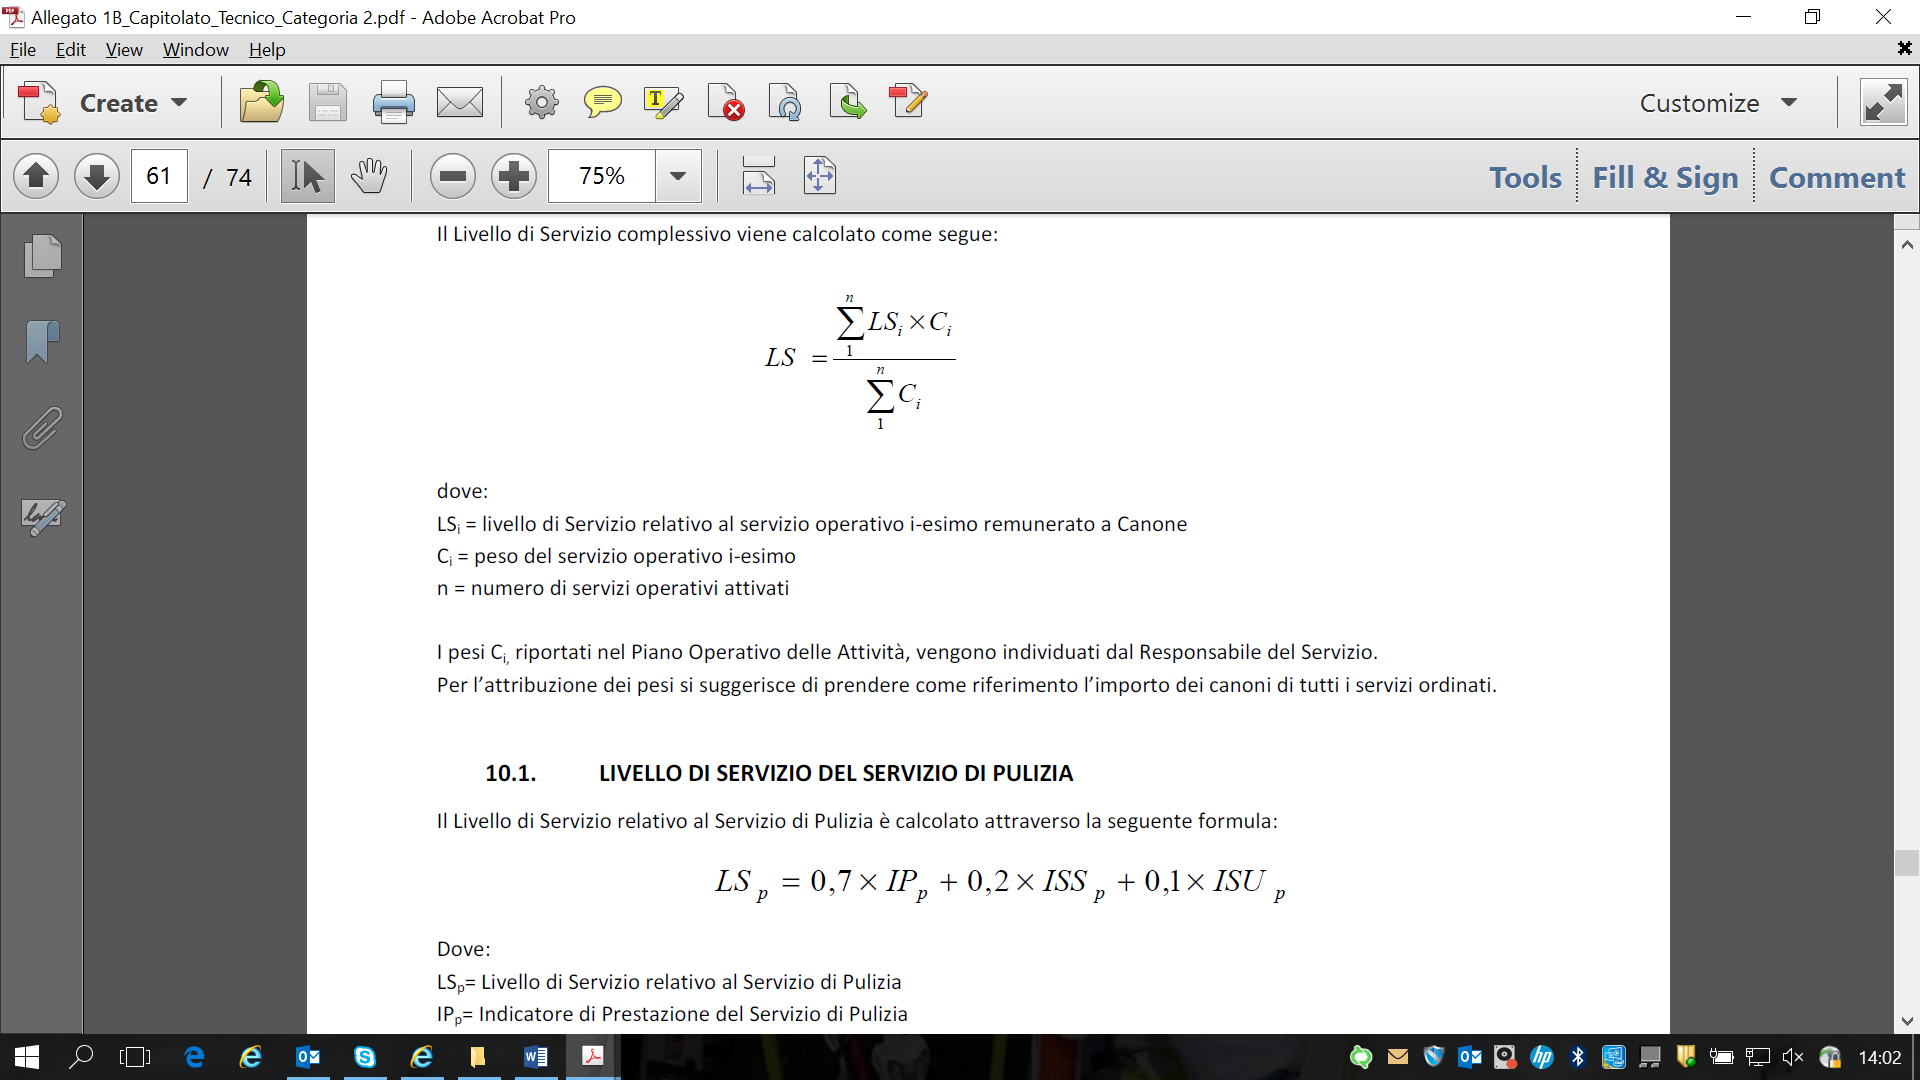 Allegato 1B_Capitolato_Tecnico_Categoria 2.pdf - Adobe Acrobat Pro
File Edit View Window Help
Create Customize
61 / 74 75% Tools Fill & Sign Comment
Il Livello di Servizio complessivo viene calcolato come segue:
n
∑ LSi × Ci
1
LS =
n
∑ Ci
1
dove:
LSi = livello di Servizio relativo al servizio operativo i-esimo remunerato a Canone
Ci = peso del servizio operativo i-esimo
n = numero di servizi operativi attivati
I pesi Ci, riportati nel Piano Operativo delle Attività, vengono individuati dal Responsabile del Servizio.
Per l’attribuzione dei pesi si suggerisce di prendere come riferimento l’importo dei canoni di tutti i servizi ordinati.
10.1. LIVELLO DI SERVIZIO DEL SERVIZIO DI PULIZIA
Il Livello di Servizio relativo al Servizio di Pulizia è calcolato attraverso la seguente formula:
LS p = 0,7 × IP p + 0,2 × ISS p + 0,1 × ISU p
Dove:
LSp= Livello di Servizio relativo al Servizio di Pulizia
IPp= Indicatore di Prestazione del Servizio di Pulizia
14:02